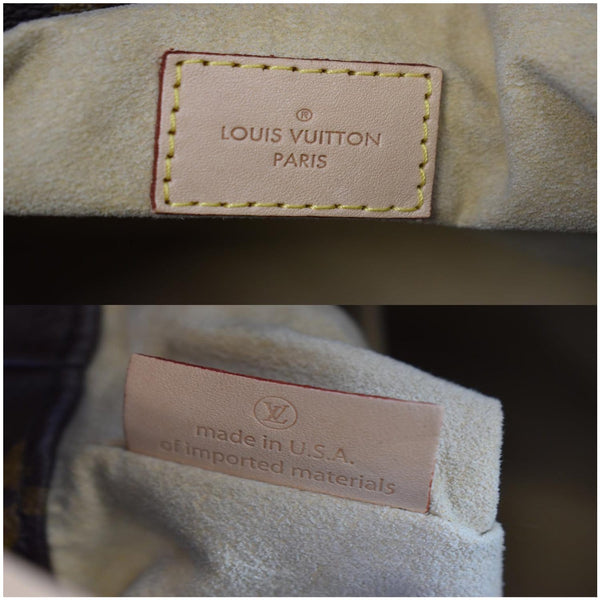 ®
LOUIS VUITTON
PARIS
LV
made in U.S.A.
of imported materials